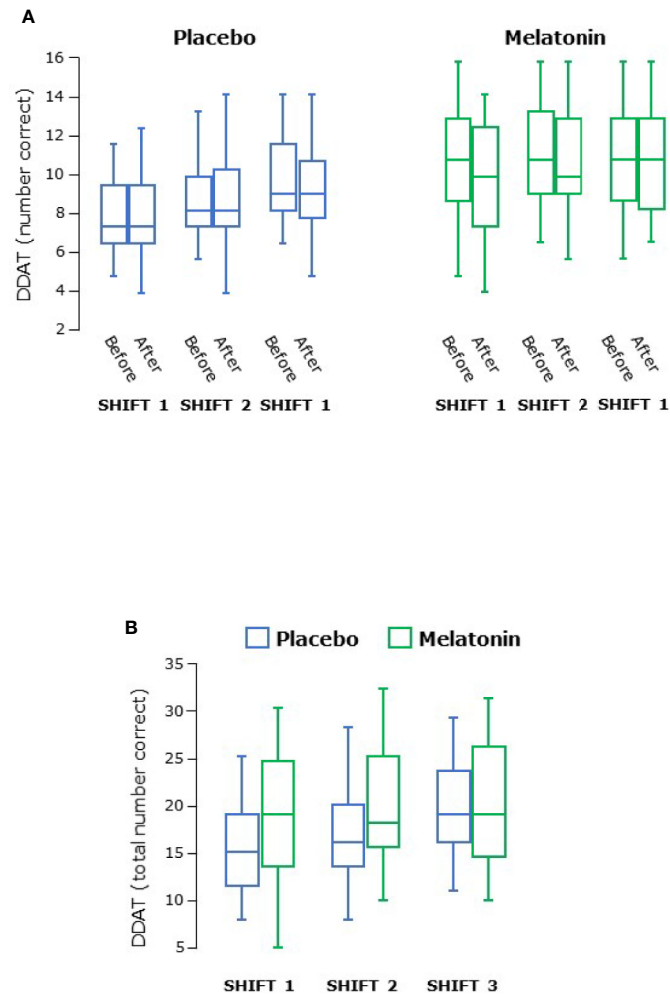 A
Placebo Melatonin
DDAT (number correct)
16
14
12
10
8
6
4
2
Before After Before After Before After Before After Before After Before After
SHIFT 1 SHIFT 2 SHIFT 1 SHIFT 1 SHIFT 2 SHIFT 1
B
Placebo Melatonin
DDAT (total number correct)
35
30
25
20
15
10
5
SHIFT 1 SHIFT 2 SHIFT 3